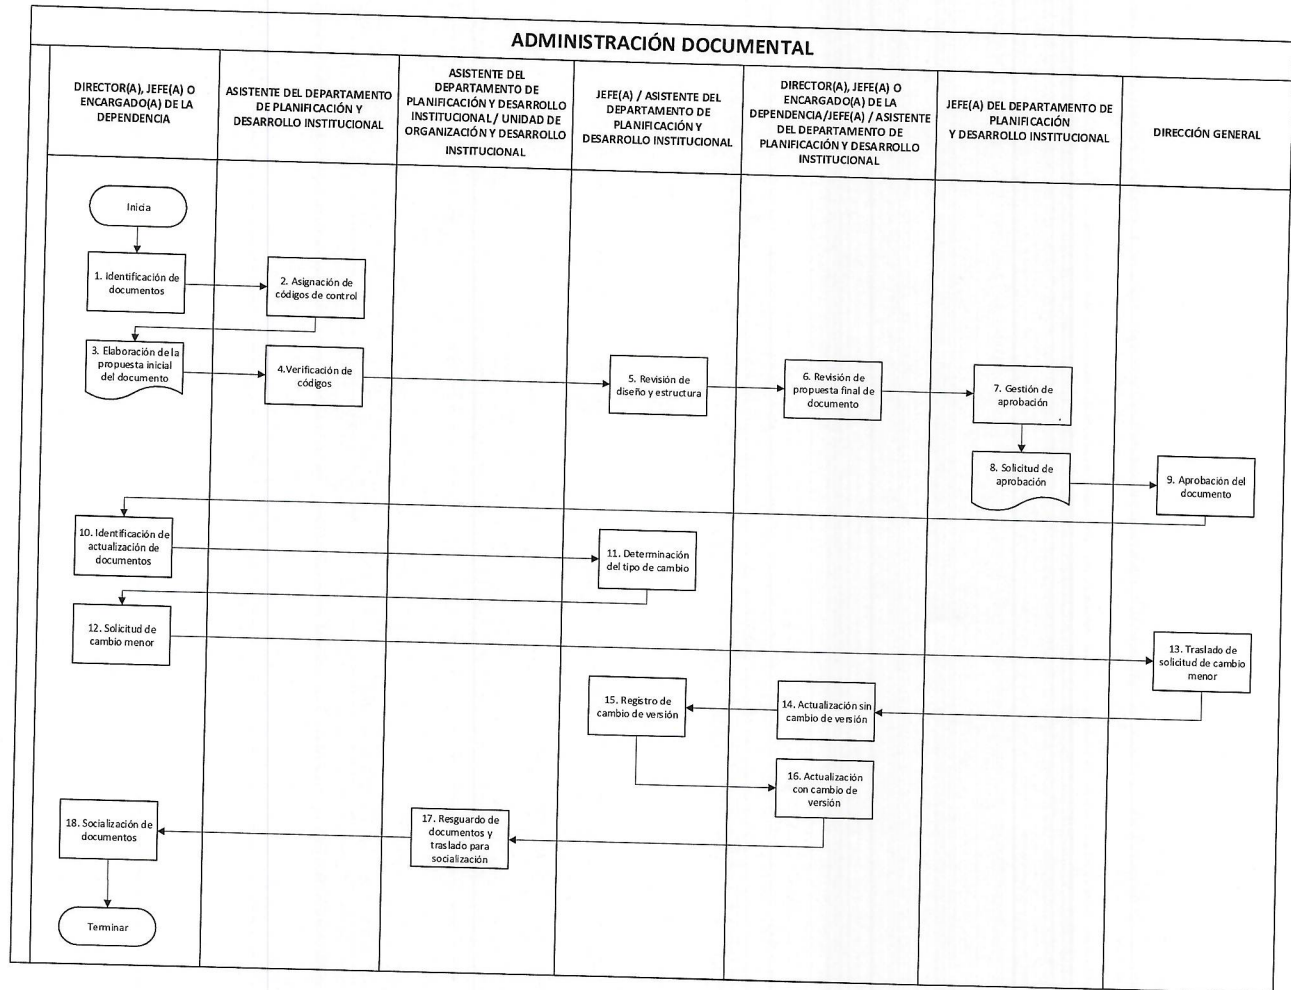 ADMINISTRACIÓN DOCUMENTAL
DIRECTOR(A), JEFE(A) O
ENCARGADO(A) DE LA
DEPENDENCIA
ASISTENTE DEL DEPARTAMENTO
DE PLANIFICACIÓN Y
DESARROLLO INSTITUCIONAL
ASISTENTE DEL
DEPARTAMENTO DE
PLANIFICACIÓN Y DESARROLLO
INSTITUCIONAL/ UNIDAD DE
ORGANIZACIÓN Y DESARROLLO
INSTITUCIONAL
JEFE(A) / ASISTENTE DEL
DEPARTAMENTO DE
PLANIFICACIÓN Y
DESARROLLO INSTITUCIONAL
DIRECTOR(A), JEFE(A) O
ENCARGADO(A) DE LA
DEPENDENCIA/JEFE(A) / ASISTENTE
DEL DEPARTAMENTO DE
PLANIFICACIÓN Y DESARROLLO
INSTITUCIONAL
JEFE(A) DEL DEPARTAMENTO DE
PLANIFICACIÓN
Y DESARROLLO INSTITUCIONAL
DIRECCIÓN GENERAL
Inicia
1. Identificación de
documentos
2. Asignación de
códigos de control
3. Elaboración de la
propuesta inicial
del documento
4.Verificación de
códigos
5. Revisión de
diseño y estructura
6. Revisión de
propuesta final de
documento
7. Gestión de
aprobación
8. Solicitud de
aprobación
9. Aprobación del
documento
10. Identificación de
actualización de
documentos
11. Determinación
del tipo de cambio
12. Solicitud de
cambio menor
13. Traslado de
solicitud de cambio
menor
14. Actualización sin
cambio de versión
15. Registro de
cambio de versión
16. Actualización
con cambio de
versión
17. Resguardo de
documentos y
traslado para
socialización
18. Socialización de
documentos
Terminar